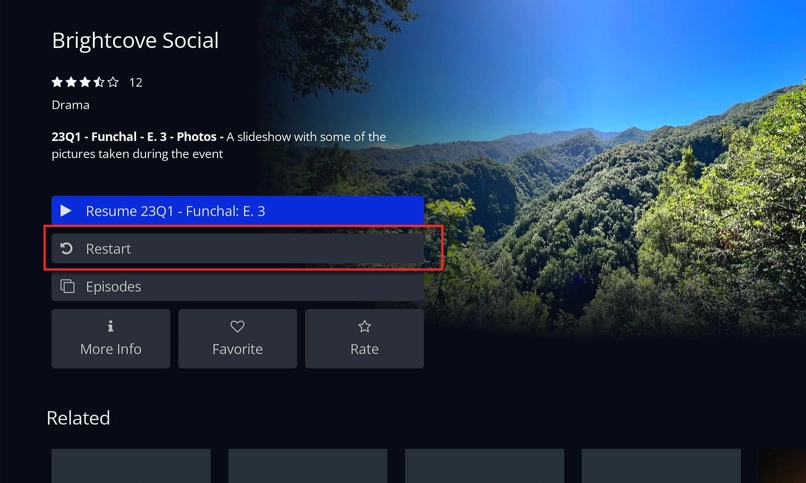 Brightcove Social
12
Drama
23Q1 - Funchal - E. 3 - Photos - A slideshow with some of the
pictures taken during the event
Resume 23Q1 - Funchal: E. 3
Restart
Episodes
More Info
Favorite
Rate
Related